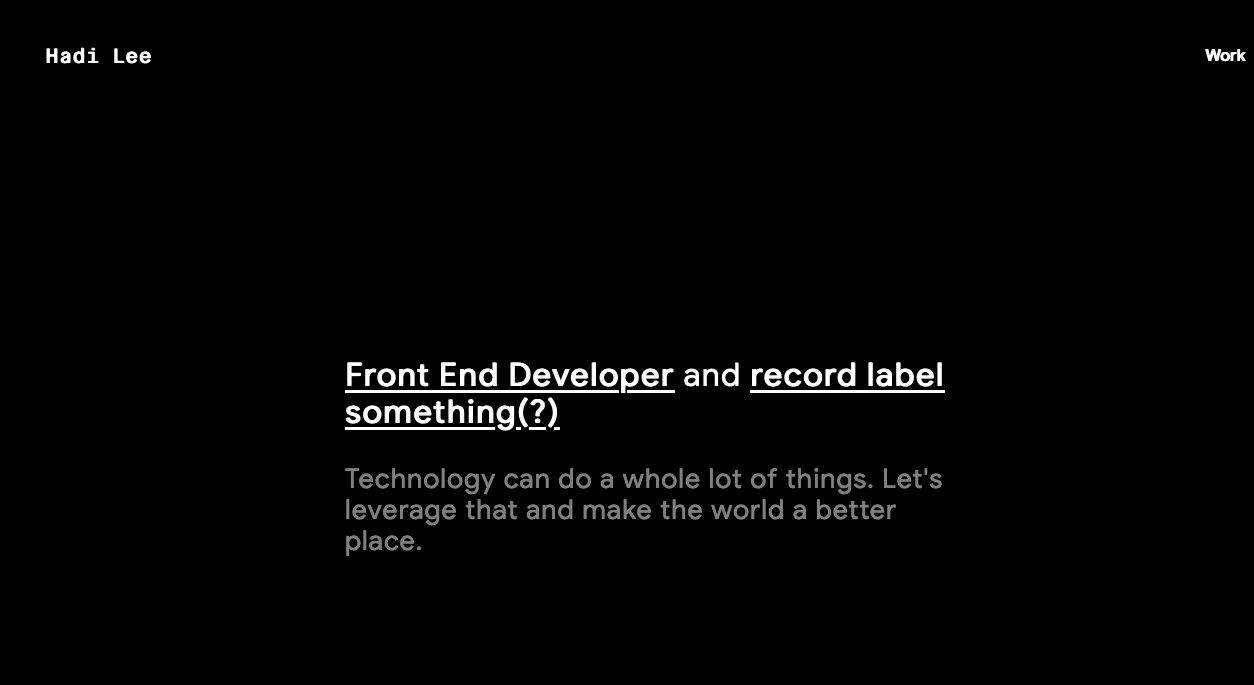 Hadi Lee
Work
Front End Developer and record label
something(?)
Technology can do a whole lot of things. Let's
leverage that and make the world a better
place.